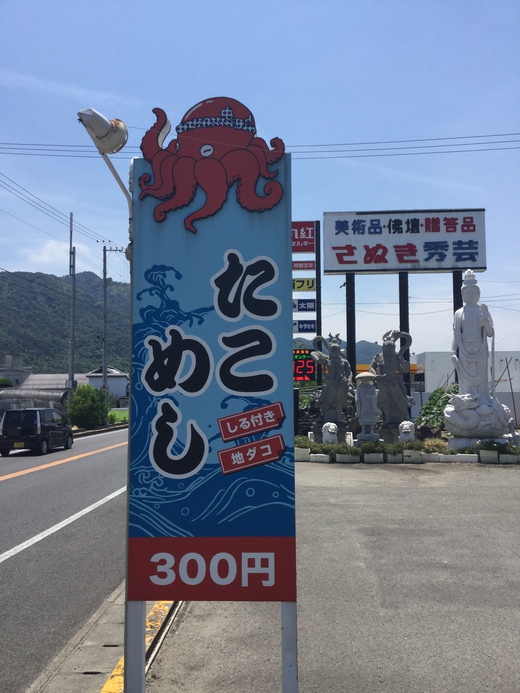 たこ
めし
しる付き
地ダコ
300円
美術品・佛壇・贈答品
さぬき秀芸